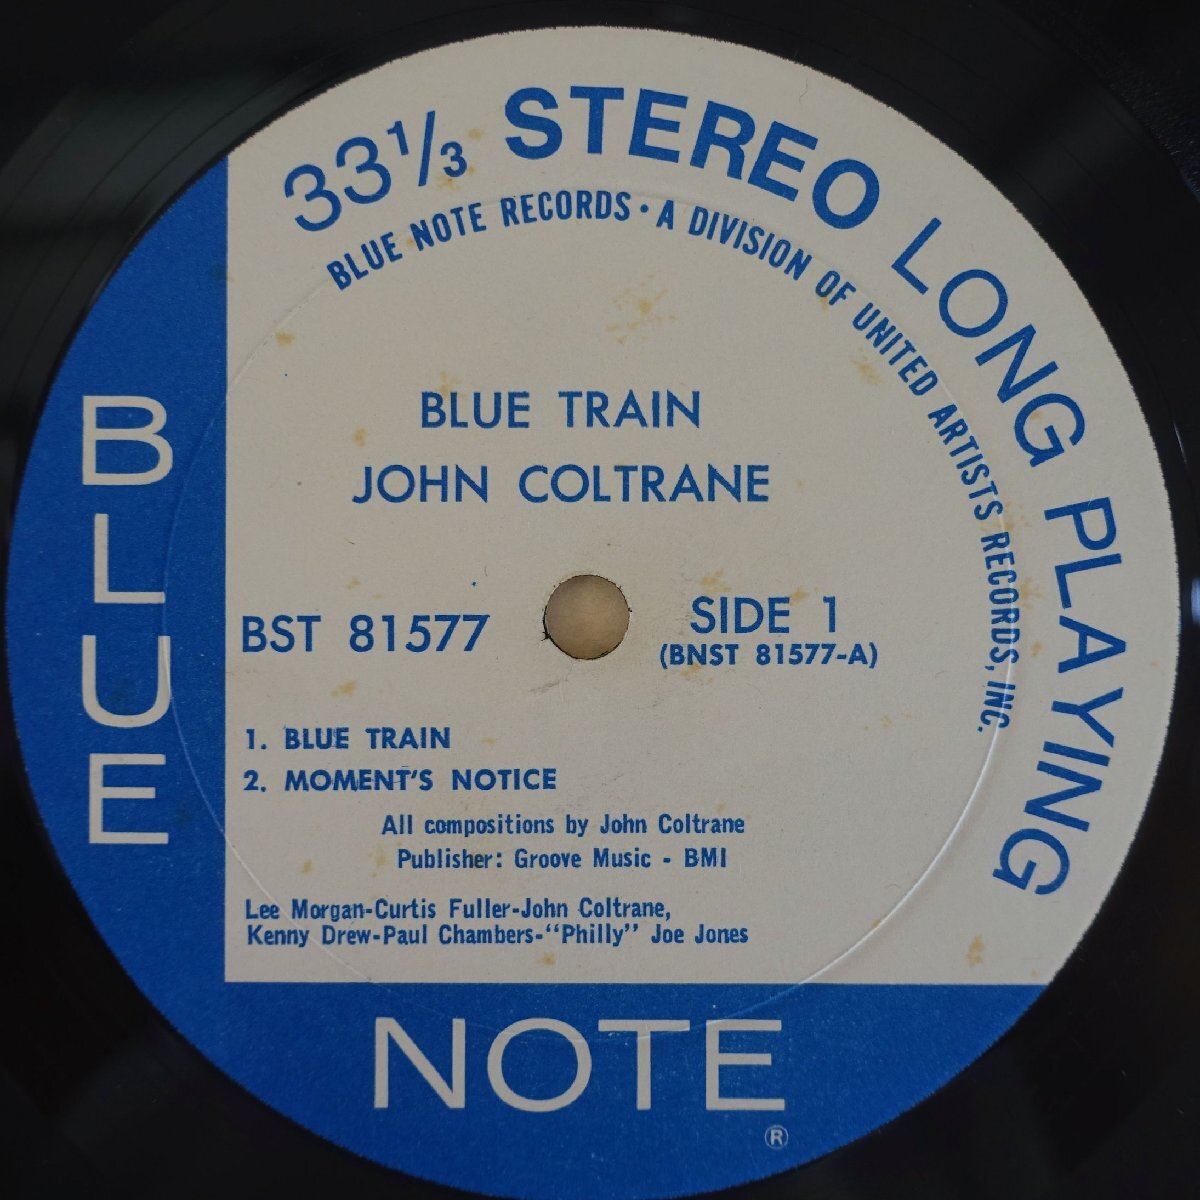 33⅓ STEREO LONG PLAYING
BLUE NOTE RECORDS • A DIVISION OF UNITED ARTISTS RECORDS, INC.
BLUE TRAIN
JOHN COLTRANE
BST 81577
SIDE 1
(BNST 81577-A)
1. BLUE TRAIN
2. MOMENT'S NOTICE
All compositions by John Coltrane
Publisher: Groove Music - BMI
Lee Morgan-Curtis Fuller-John Coltrane,
Kenny Drew-Paul Chambers-"Philly" Joe Jones
BLUE
NOTE
®